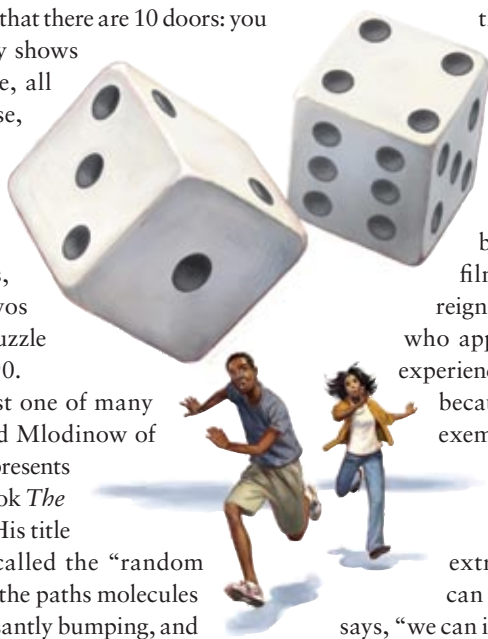 that there are 10 doors: you
y shows
e, all
se,
s,
vos
uzzle
0.
st one of many
d Mlodinow of
presents
ok The
His title
called the “random
the paths molecules
santly bumping, and
t
b
film
reign
who app
experienc
becau
exem
extr
can
says, “we can i